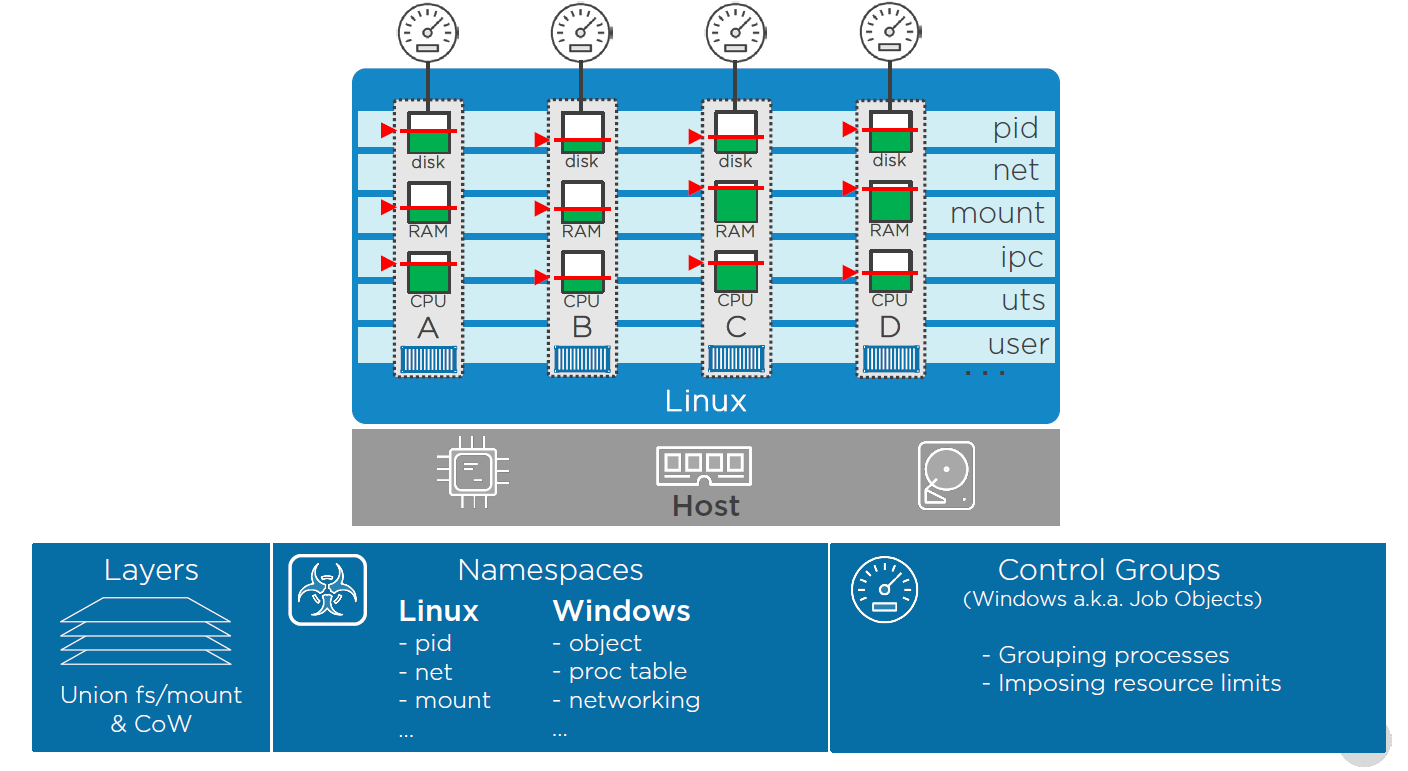 pid
disk disk disk disk
net
mount
RAM RAM RAM RAM
ipc
CPU CPU CPU CPU
uts
A B C D
user
...
Linux
Host
Layers
Union fs/mount
& CoW
Namespaces
Linux
- pid
- net
- mount
...
Windows
- object
- proc table
- networking
...
Control Groups
(Windows a.k.a. Job Objects)
- Grouping processes
- Imposing resource limits